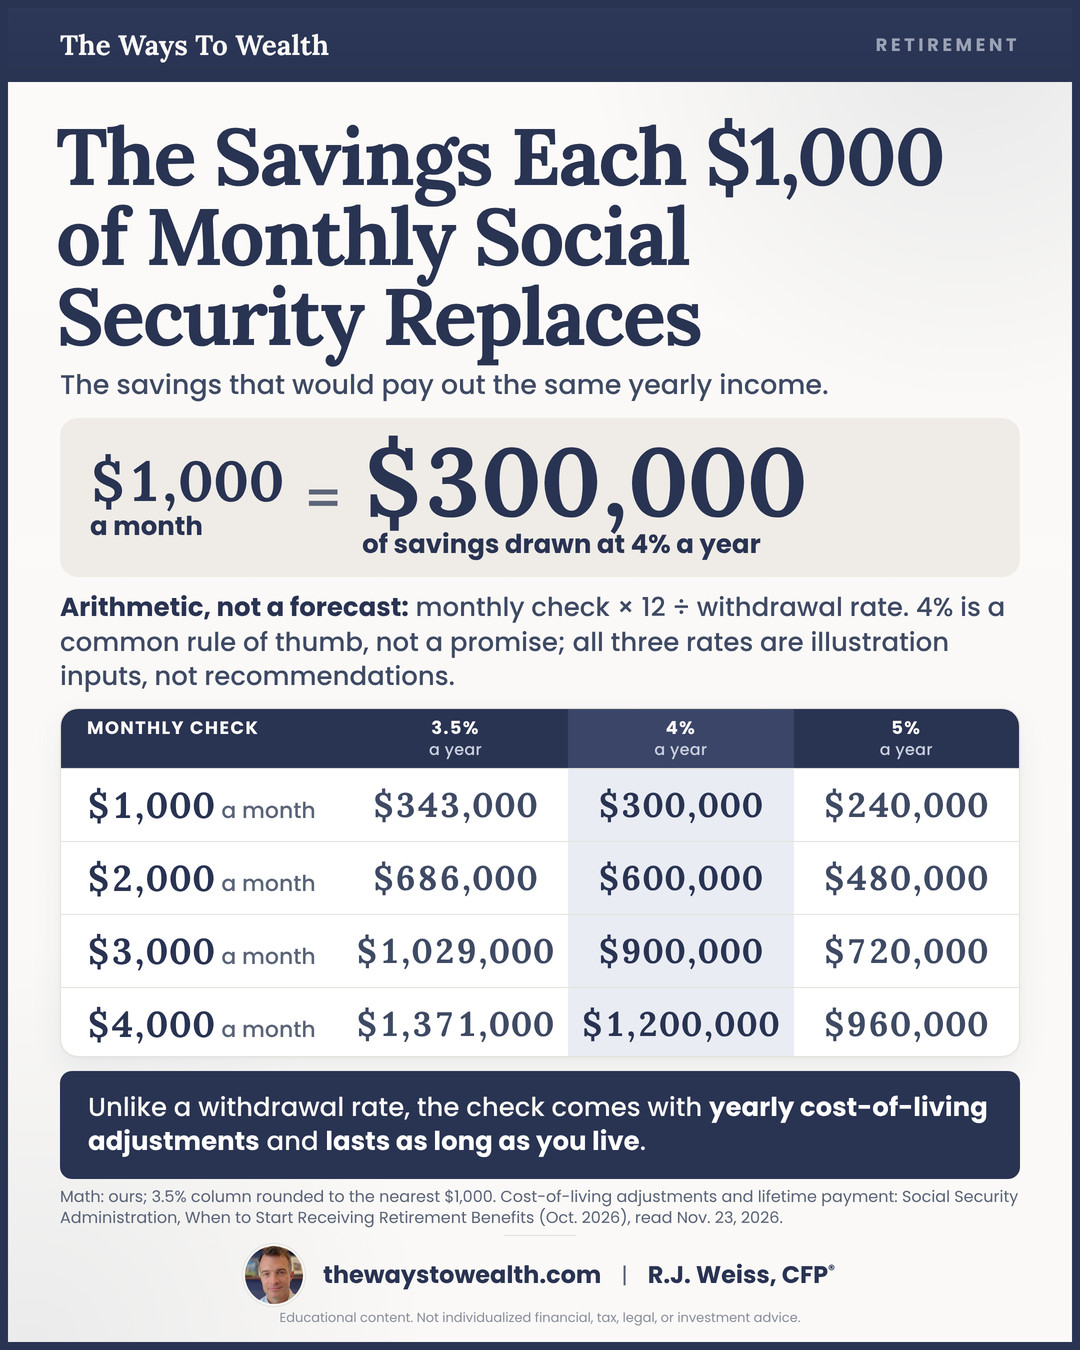 The Ways To Wealth
RETIREMENT
The Savings Each $1,000
of Monthly Social
Security Replaces
The savings that would pay out the same yearly income.
$1,000 = $300,000
a month
of savings drawn at 4% a year
Arithmetic, not a forecast: monthly check × 12 ÷ withdrawal rate. 4% is a
common rule of thumb, not a promise; all three rates are illustration
inputs, not recommendations.
MONTHLY CHECK 3.5% 4% 5%
a year a year a year
$1,000 a month $343,000 $300,000 $240,000
$2,000 a month $686,000 $600,000 $480,000
$3,000 a month $1,029,000 $900,000 $720,000
$4,000 a month $1,371,000 $1,200,000 $960,000
Unlike a withdrawal rate, the check comes with yearly cost-of-living
adjustments and lasts as long as you live.
Math: ours; 3.5% column rounded to the nearest $1,000. Cost-of-living adjustments and lifetime payment: Social Security
Administration, When to Start Receiving Retirement Benefits (Oct. 2026), read Nov. 23, 2026.
thewaystowealth.com | R.J. Weiss, CFP®
Educational content. Not individualized financial, tax, legal, or investment advice.